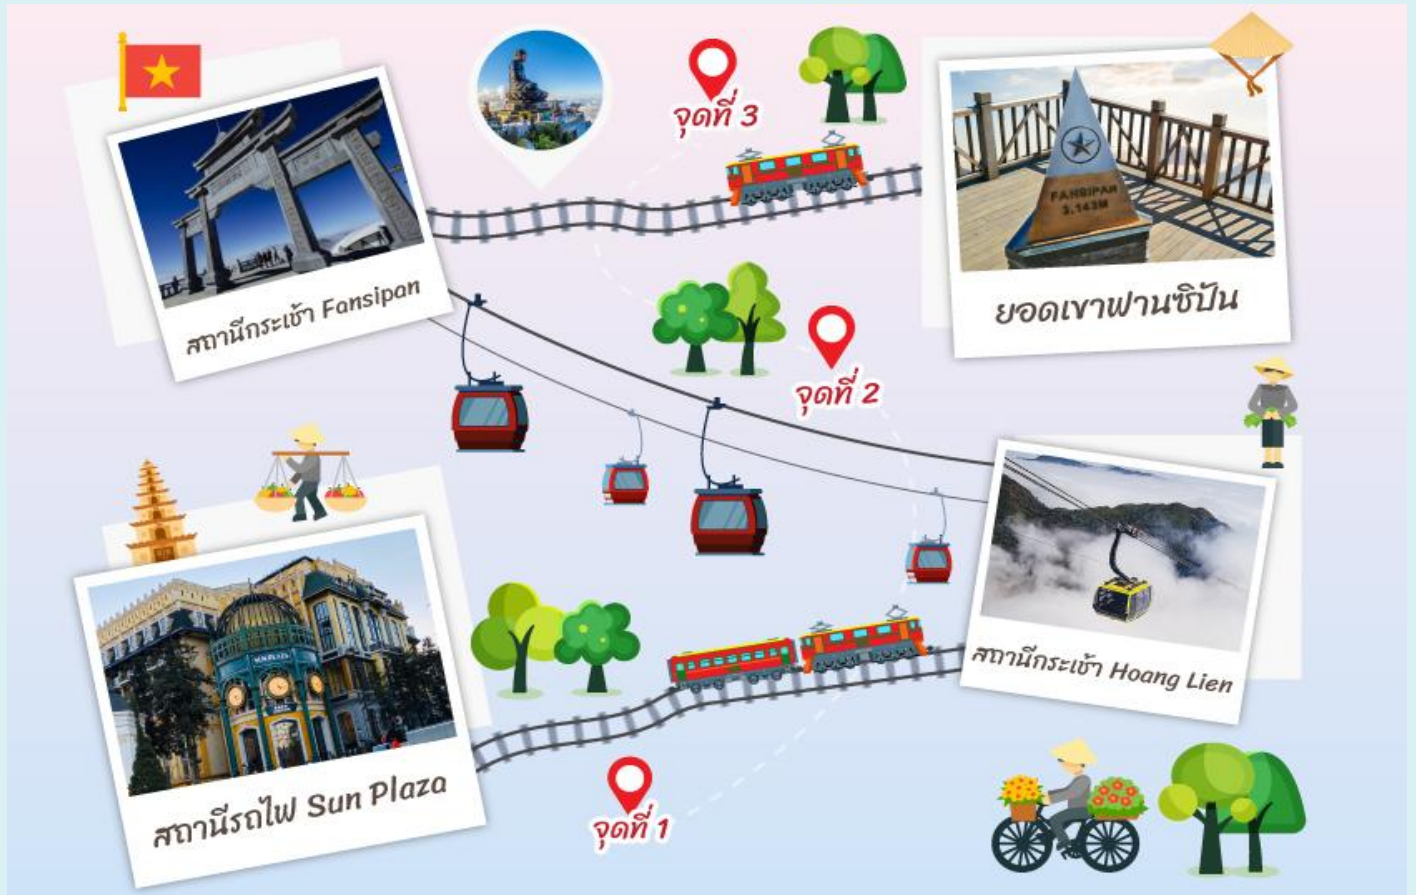 จุดที่ 3
FANSIPAN
3.143M
สถานีกระเช้า Fansipan
ยอดเขาฟานซิปัน
จุดที่ 2
สถานีกระเช้า Hoang Lien
SUN PLAZA
สถานีรถไฟ Sun Plaza
จุดที่ 1